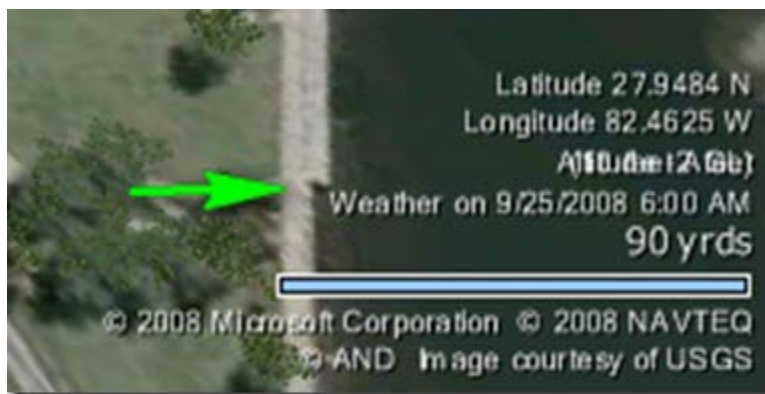 Latitude 27.9484 N
Longitude 82.4625 W
Weather on 9/25/2008 6:00 AM
90 yrds
© 2008 Microsoft Corporation © 2008 NAVTEQ
© AND Image courtesy of USGS